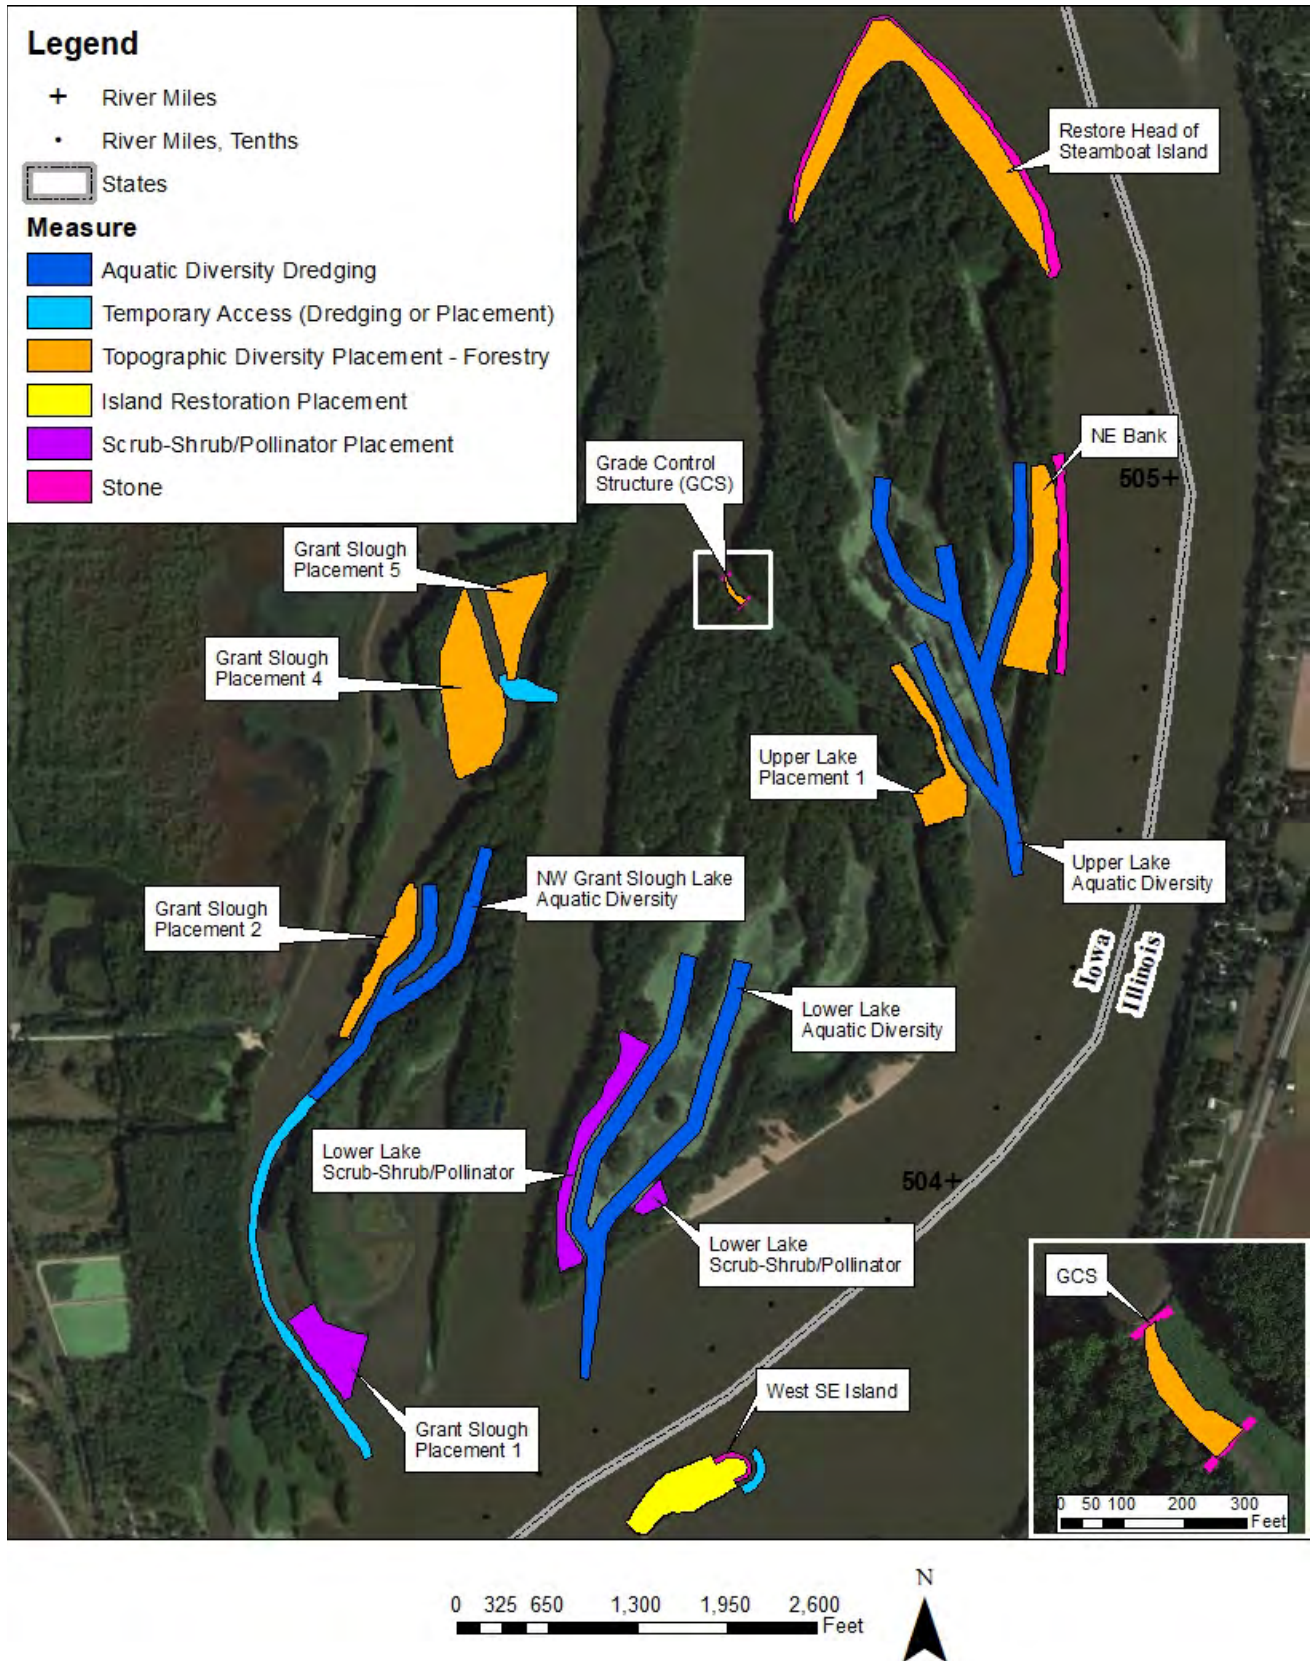 Legend
+ River Miles
· River Miles, Tenths
States
Measure
Aquatic Diversity Dredging
Temporary Access (Dredging or Placement)
Topographic Diversity Placement - Forestry
Island Restoration Placement
Scrub-Shrub/Pollinator Placement
Stone
Restore Head of
Steamboat Island
NE Bank
505+
Grade Control
Structure (GCS)
Grant Slough
Placement 5
Grant Slough
Placement 4
Upper Lake
Placement 1
Upper Lake
Aquatic Diversity
NW Grant Slough Lake
Aquatic Diversity
Grant Slough
Placement 2
Iowa
Illinois
Lower Lake
Aquatic Diversity
Lower Lake
Scrub-Shrub/Pollinator
504+
Lower Lake
Scrub-Shrub/Pollinator
GCS
West SE Island
Grant Slough
Placement 1
0 50 100 200 300
Feet
N
0 325 650 1,300 1,950 2,600
Feet